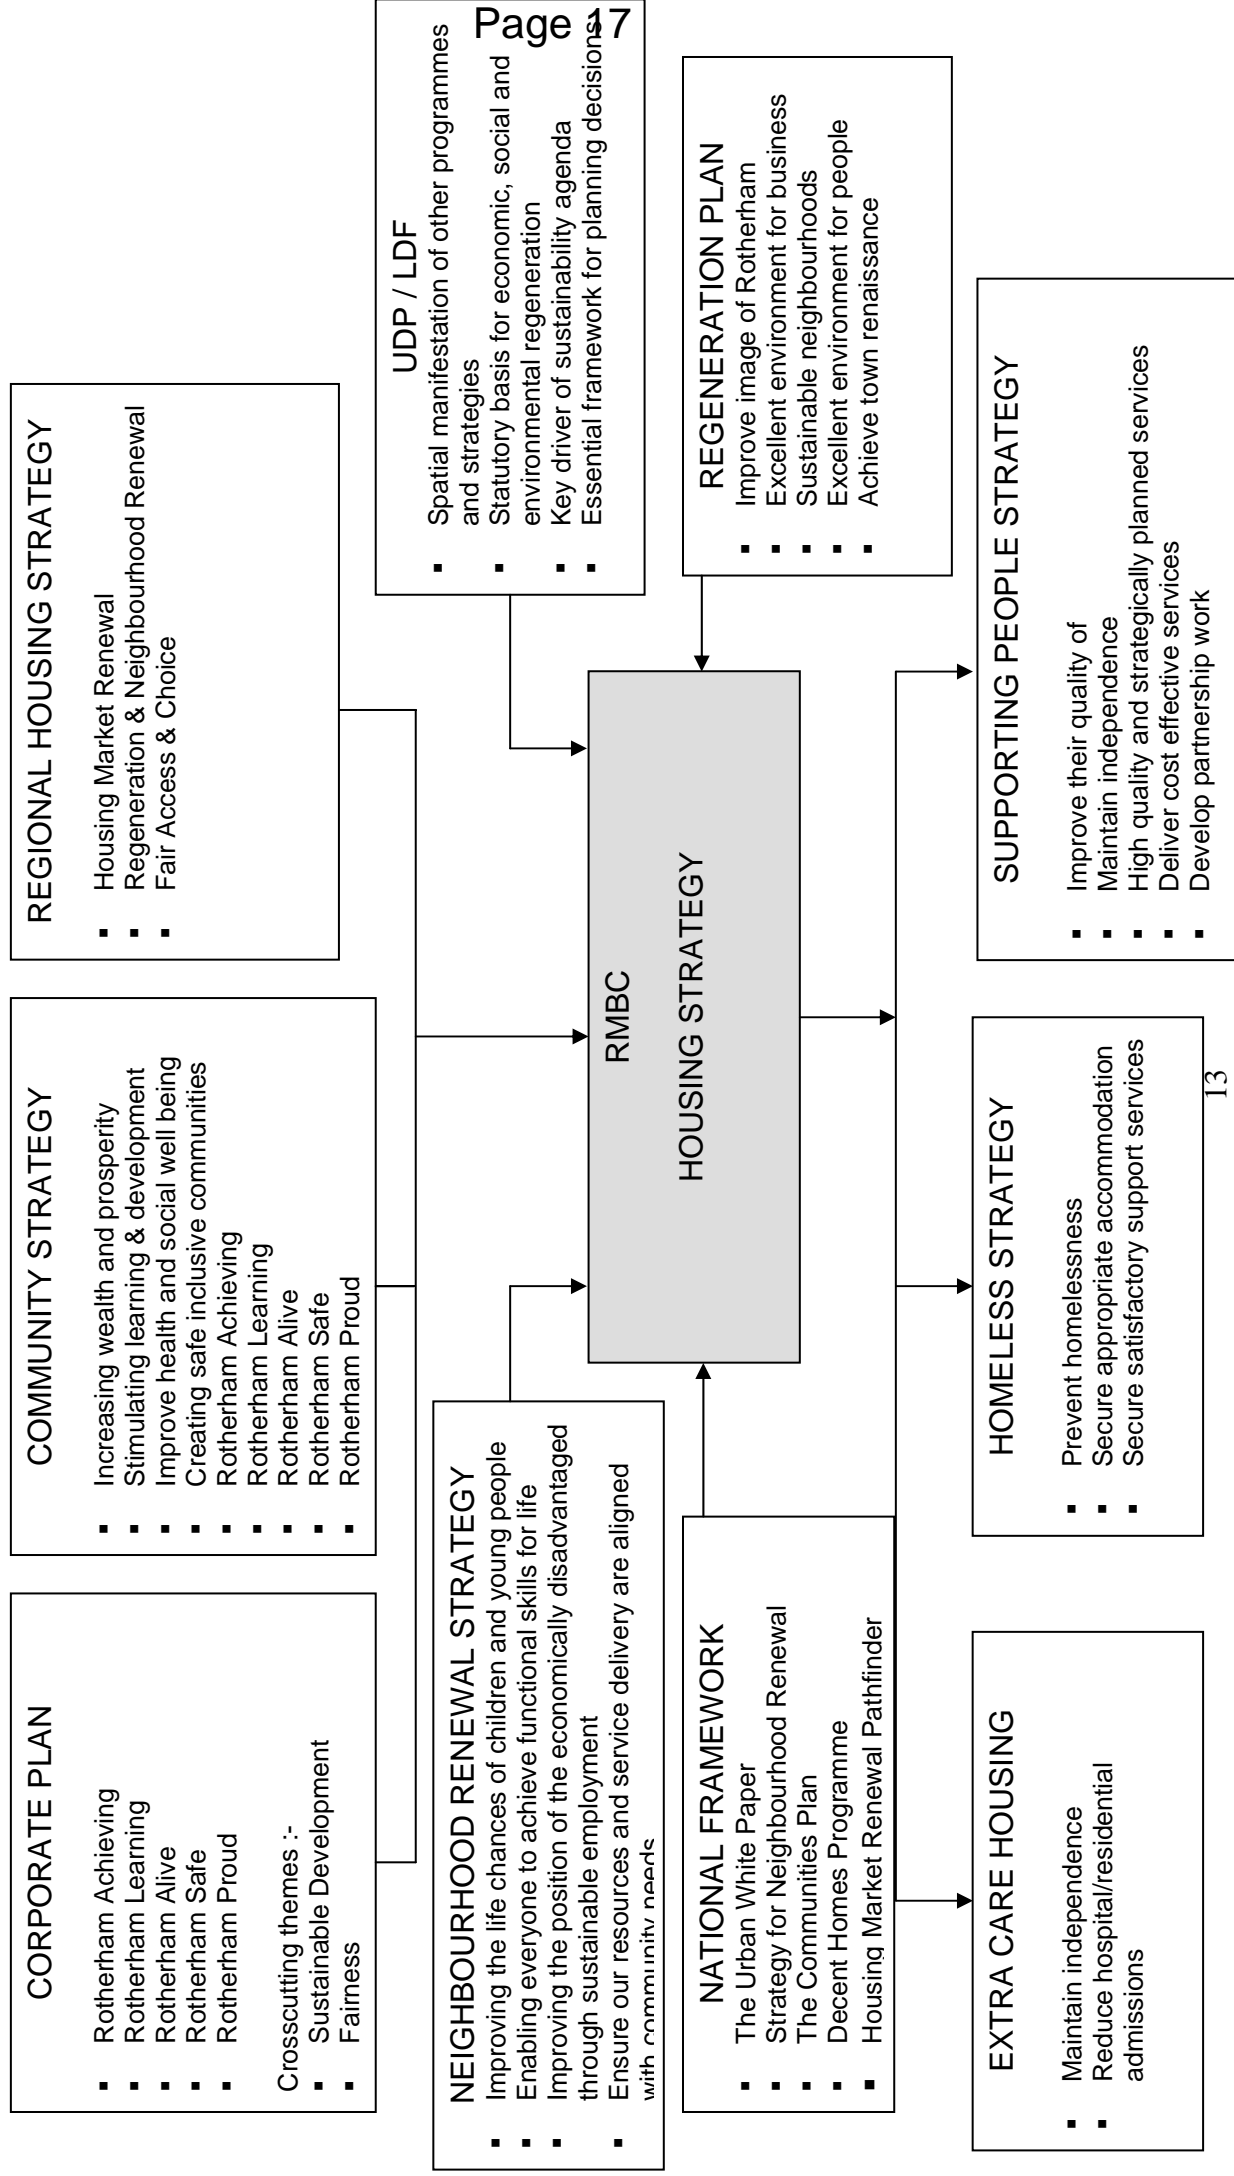 Page 17
CORPORATE PLAN
▪ Rotherham Achieving
▪ Rotherham Learning
▪ Rotherham Alive
▪ Rotherham Safe
▪ Rotherham Proud
Crosscutting themes :-
▪ Sustainable Development
▪ Fairness
COMMUNITY STRATEGY
▪ Increasing wealth and prosperity
▪ Stimulating learning & development
▪ Improve health and social well being
▪ Creating safe inclusive communities
▪ Rotherham Achieving
▪ Rotherham Learning
▪ Rotherham Alive
▪ Rotherham Safe
▪ Rotherham Proud
REGIONAL HOUSING STRATEGY
▪ Housing Market Renewal
▪ Regeneration & Neighbourhood Renewal
▪ Fair Access & Choice
NEIGHBOURHOOD RENEWAL STRATEGY
▪ Improving the life chances of children and young people
▪ Enabling everyone to achieve functional skills for life
▪ Improving the position of the economically disadvantaged
through sustainable employment
▪ Ensure our resources and service delivery are aligned
with community needs
UDP / LDF
▪ Spatial manifestation of other programmes
and strategies
▪ Statutory basis for economic, social and
environmental regeneration
▪ Key driver of sustainability agenda
▪ Essential framework for planning decisions
RMBC
HOUSING STRATEGY
NATIONAL FRAMEWORK
▪ The Urban White Paper
▪ Strategy for Neighbourhood Renewal
▪ The Communities Plan
▪ Decent Homes Programme
▪ Housing Market Renewal Pathfinder
REGENERATION PLAN
▪ Improve image of Rotherham
▪ Excellent environment for business
▪ Sustainable neighbourhoods
▪ Excellent environment for people
▪ Achieve town renaissance
EXTRA CARE HOUSING
▪ Maintain independence
▪ Reduce hospital/residential
admissions
HOMELESS STRATEGY
▪ Prevent homelessness
▪ Secure appropriate accommodation
▪ Secure satisfactory support services
SUPPORTING PEOPLE STRATEGY
▪ Improve their quality of
▪ Maintain independence
▪ High quality and strategically planned services
▪ Deliver cost effective services
▪ Develop partnership work
13